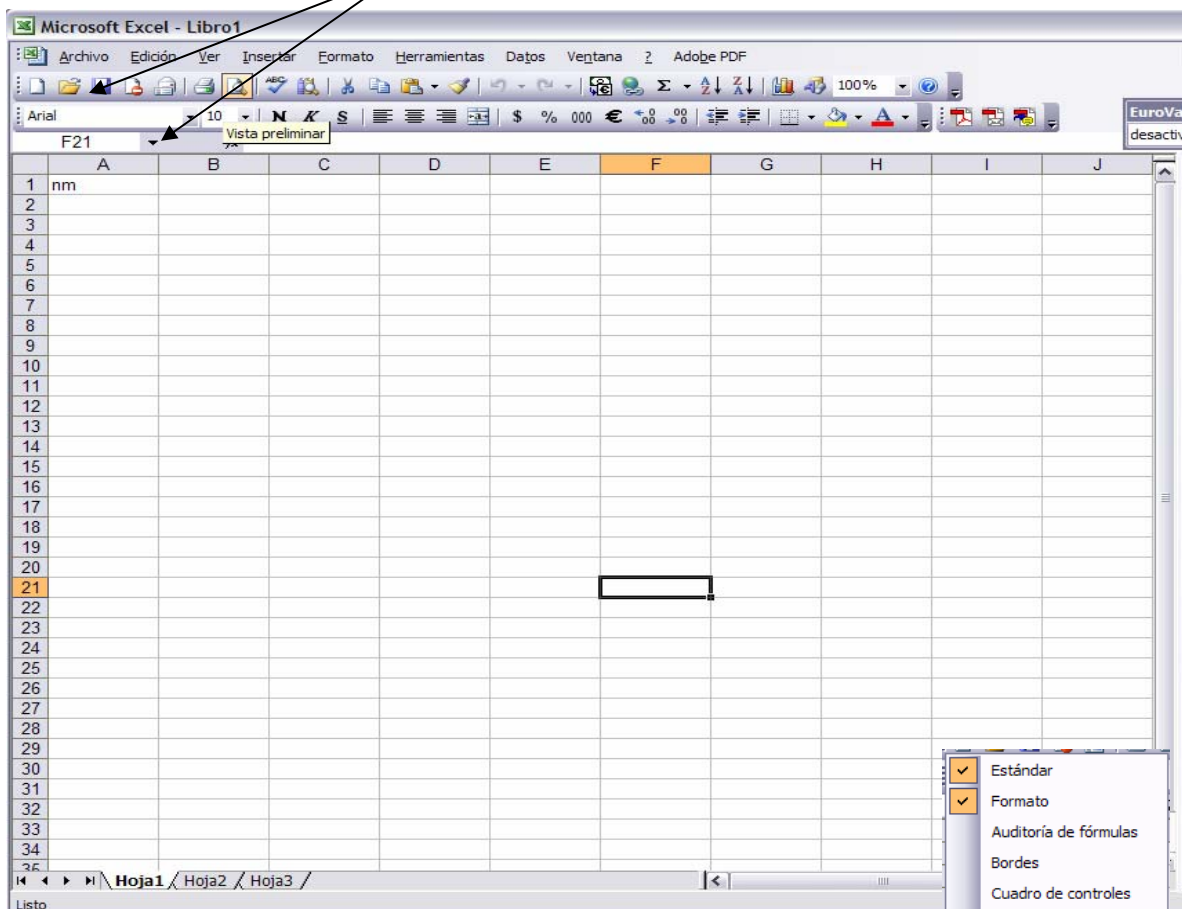 Microsoft Excel - Libro1
Archivo Edición Ver Insertar Formato Herramientas Datos Ventana ? Adobe PDF
ABC Σ A Z Z A 100% ?
Arial 10 N K S $ % 000 € A
EuroVa
desactiv
Vista preliminar
F21
A B C D E F G H I J
1 nm
2
3
4
5
6
7
8
9
10
11
12
13
14
15
16
17
18
19
20
21
22
23
24
25
26
27
28
29
30
31
32
33
34
35
Estándar
Formato
Auditoría de fórmulas
Bordes
Cuadro de controles
Hoja1 Hoja2 Hoja3
Listo